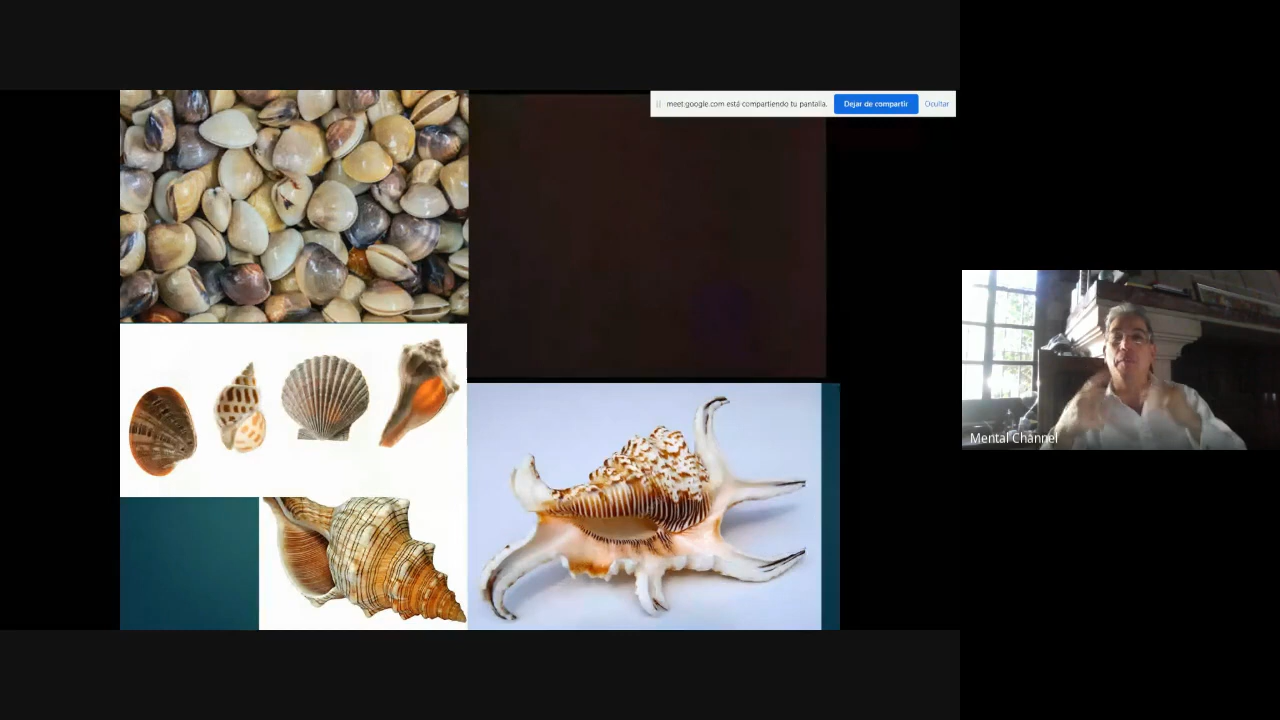 meet.google.com está compartiendo tu pantalla.
Dejar de compartir
Ocultar
Mental Channel